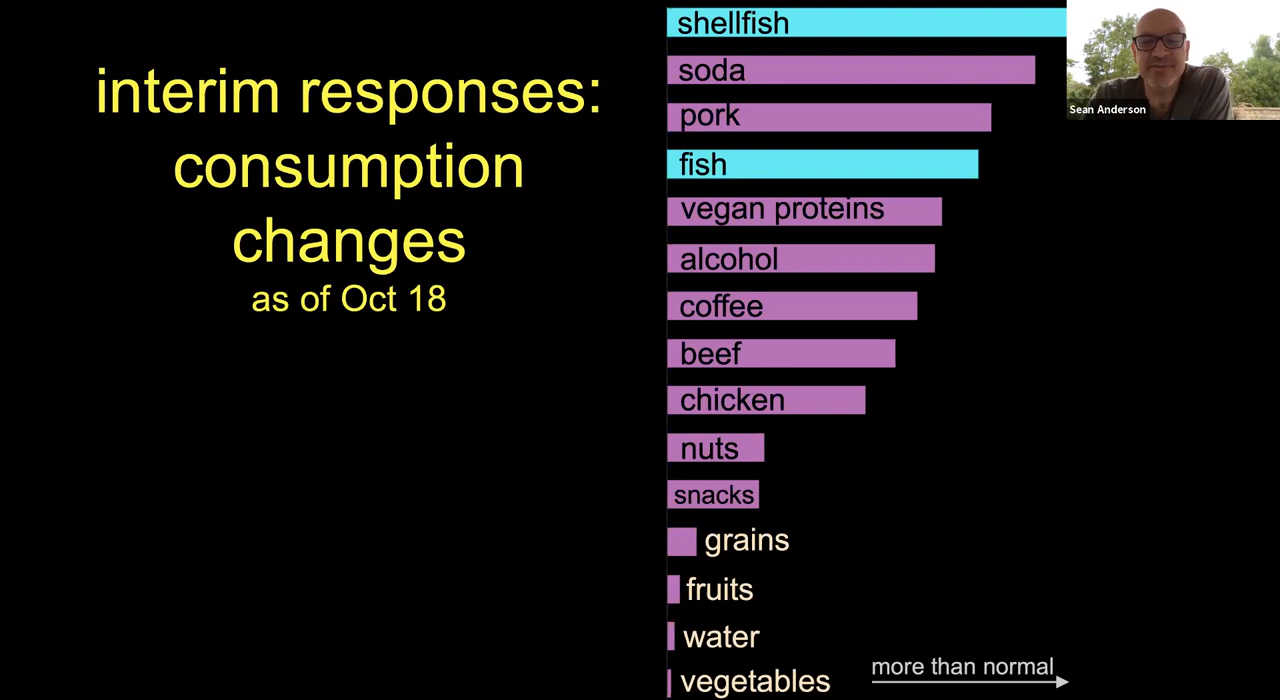 interim responses:
consumption
changes
as of Oct 18
shellfish
soda
pork
fish
vegan proteins
alcohol
coffee
beef
chicken
nuts
snacks
grains
fruits
water
vegetables
more than normal
Sean Anderson